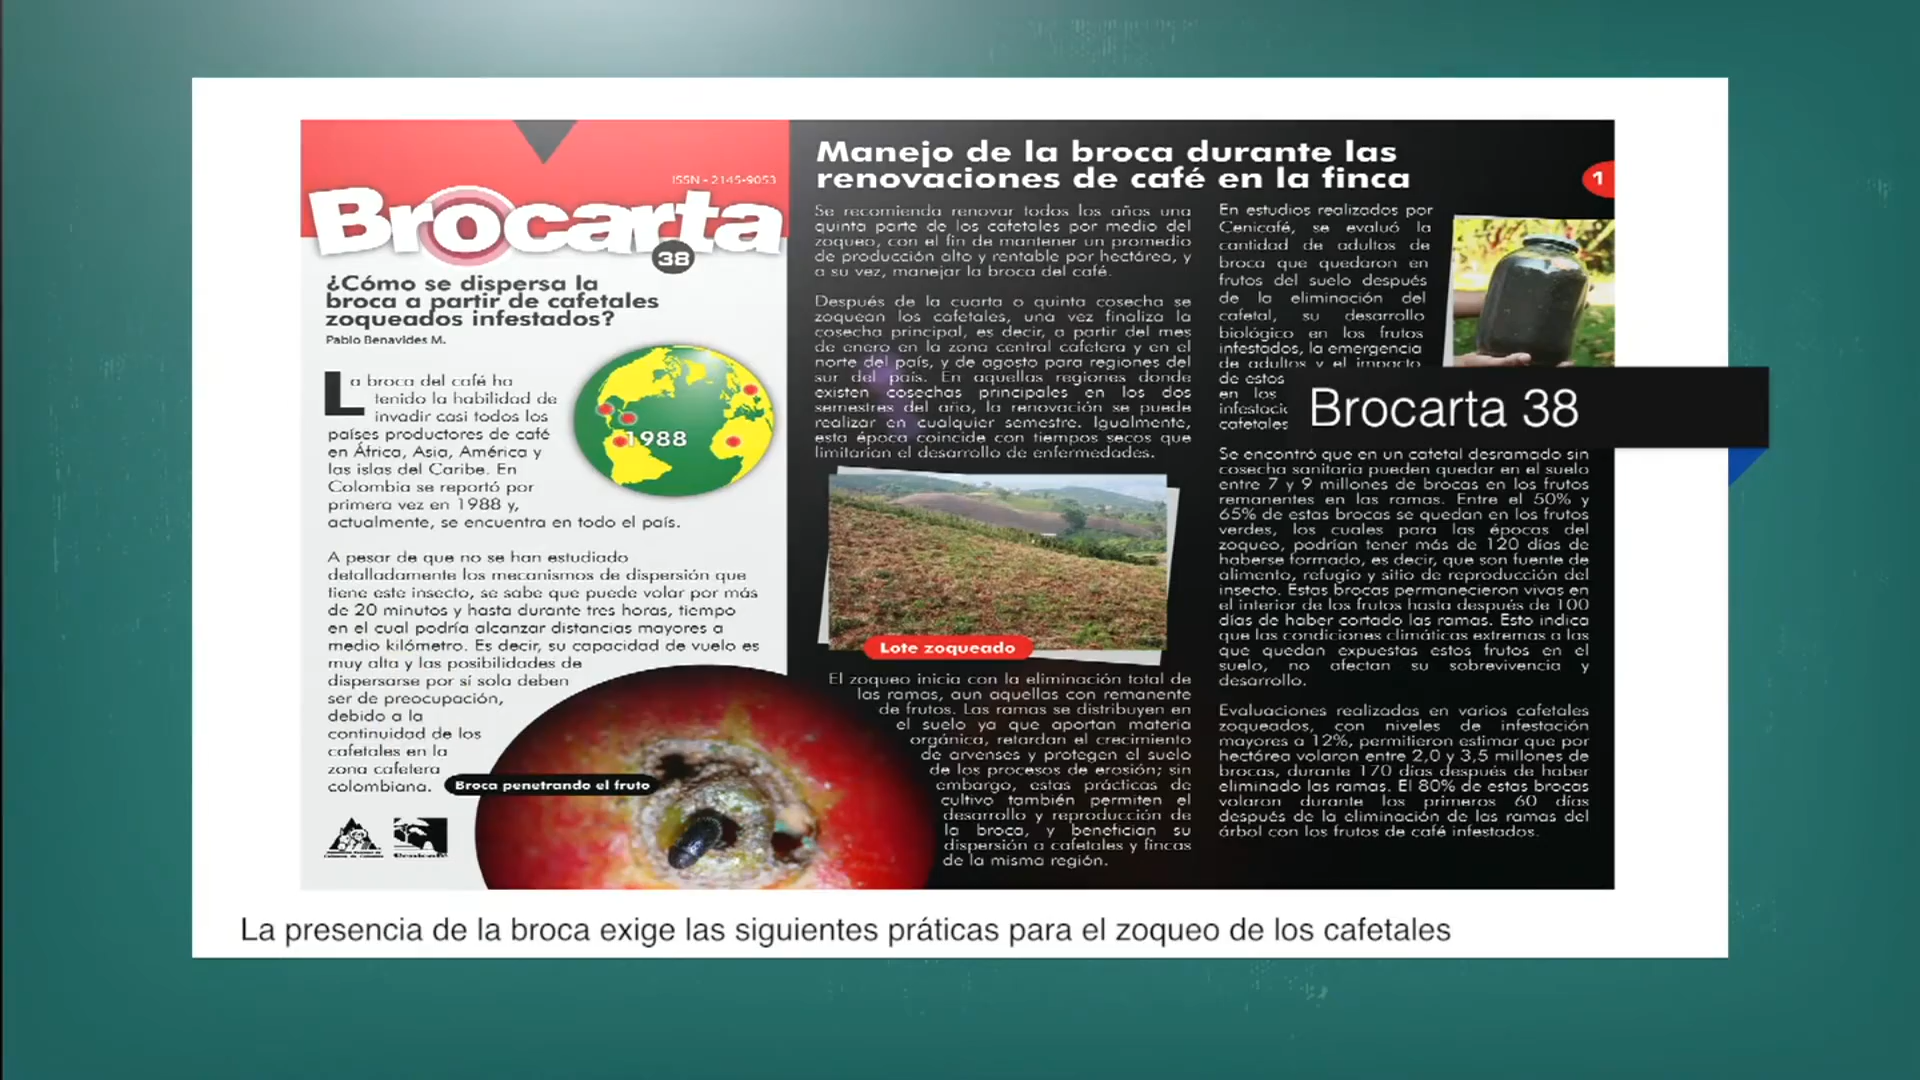 ISSN - 2145-9053
Brocarta
38
¿Cómo se dispersa la
broca a partir de cafetales
zoqueados infestados?
Pablo Benavides M.
La broca del café ha
tenido la habilidad de
invadir casi todos los
países productores de café
en África, Asia, América y
las islas del Caribe. En
Colombia se reportó por
primera vez en 1988 y,
actualmente, se encuentra en todo el país.
1988
A pesar de que no se han estudiado
detalladamente los mecanismos de dispersión que
tiene este insecto, se sabe que puede volar por más
de 20 minutos y hasta durante tres horas, tiempo
en el cual podría alcanzar distancias mayores a
medio kilómetro. Es decir, su capacidad de vuelo es
muy alta y las posibilidades de
dispersarse por sí sola deben
ser de preocupación,
debido a la
continuidad de los
cafetales en la
zona cafetera
colombiana.
Broca penetrando el fruto
Cenicafé
Manejo de la broca durante las
renovaciones de café en la finca
1
Se recomienda renovar todos los años una
quinta parte de los cafetales por medio del
zoqueo, con el fin de mantener un promedio
de producción alto y rentable por hectárea, y
a su vez, manejar la broca del café.
Después de la cuarta o quinta cosecha se
zoquean los cafetales, una vez finaliza la
cosecha principal, es decir, a partir del mes
de enero en la zona central cafetera y en el
norte del país, y de agosto para regiones del
sur del país. En aquellas regiones donde
existen cosechas principales en los dos
semestres del año, la renovación se puede
realizar en cualquier semestre. Igualmente,
esta época coincide con tiempos secos que
limitarían el desarrollo de enfermedades.
Lote zoqueado
El zoqueo inicia con la eliminación total de
las ramas, aun aquellas con remanente
de frutos. Las ramas se distribuyen en
el suelo ya que aportan materia
orgánica, retardan el crecimiento
de arvenses y protegen el suelo
de los procesos de erosión; sin
embargo, estas prácticas de
cultivo también permiten el
desarrollo y reproducción de
la broca, y benefician su
dispersión a cafetales y fincas
de la misma región.
En estudios realizados por
Cenicafé, se evaluó la
cantidad de adultos de
broca que quedaron en
frutos del suelo después
de la eliminación del
cafetal, su desarrollo
biológico en los frutos
infestados, la emergencia
de adultos y el impacto
de estos
en los
cafetales
Brocarta 38
Se encontró que en un cafetal desramado sin
cosecha sanitaria pueden quedar en el suelo
entre 7 y 9 millones de brocas en los frutos
remanentes en las ramas. Entre el 50% y
65% de estas brocas se quedan en los frutos
verdes, los cuales para las épocas del
zoqueo, podrían tener más de 120 días de
haberse formado, es decir, que son fuente de
alimento, refugio y sitio de reproducción del
insecto. Estas brocas permanecieron vivas en
el interior de los frutos hasta después de 100
días de haber cortado las ramas. Esto indica
que las condiciones climáticas extremas a las
que quedan expuestas estos frutos en el
suelo, no afectan su sobrevivencia y
desarrollo.
Evaluaciones realizadas en varios cafetales
zoqueados, con niveles de infestación
mayores a 12%, permitieron estimar que por
hectárea volaron entre 2,0 y 3,5 millones de
brocas, durante 170 días después de haber
eliminado las ramas. El 80% de estas brocas
volaron durante los primeros 60 días
después de la eliminación de las ramas del
árbol con los frutos de café infestados.
La presencia de la broca exige las siguientes práticas para el zoqueo de los cafetales